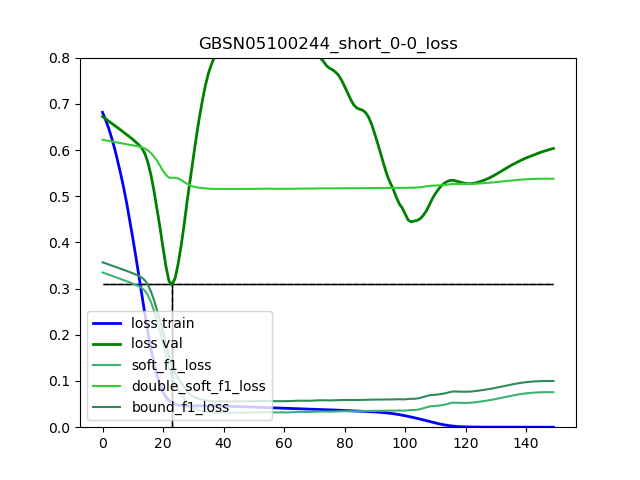 GBSN05100244_short_0-0_loss
0.8
0.7
0.6
0.5
0.4
0.3
0.2
0.1
0.0
loss train
loss val
soft_f1_loss
double_soft_f1_loss
bound_f1_loss
0 20 40 60 80 100 120 140